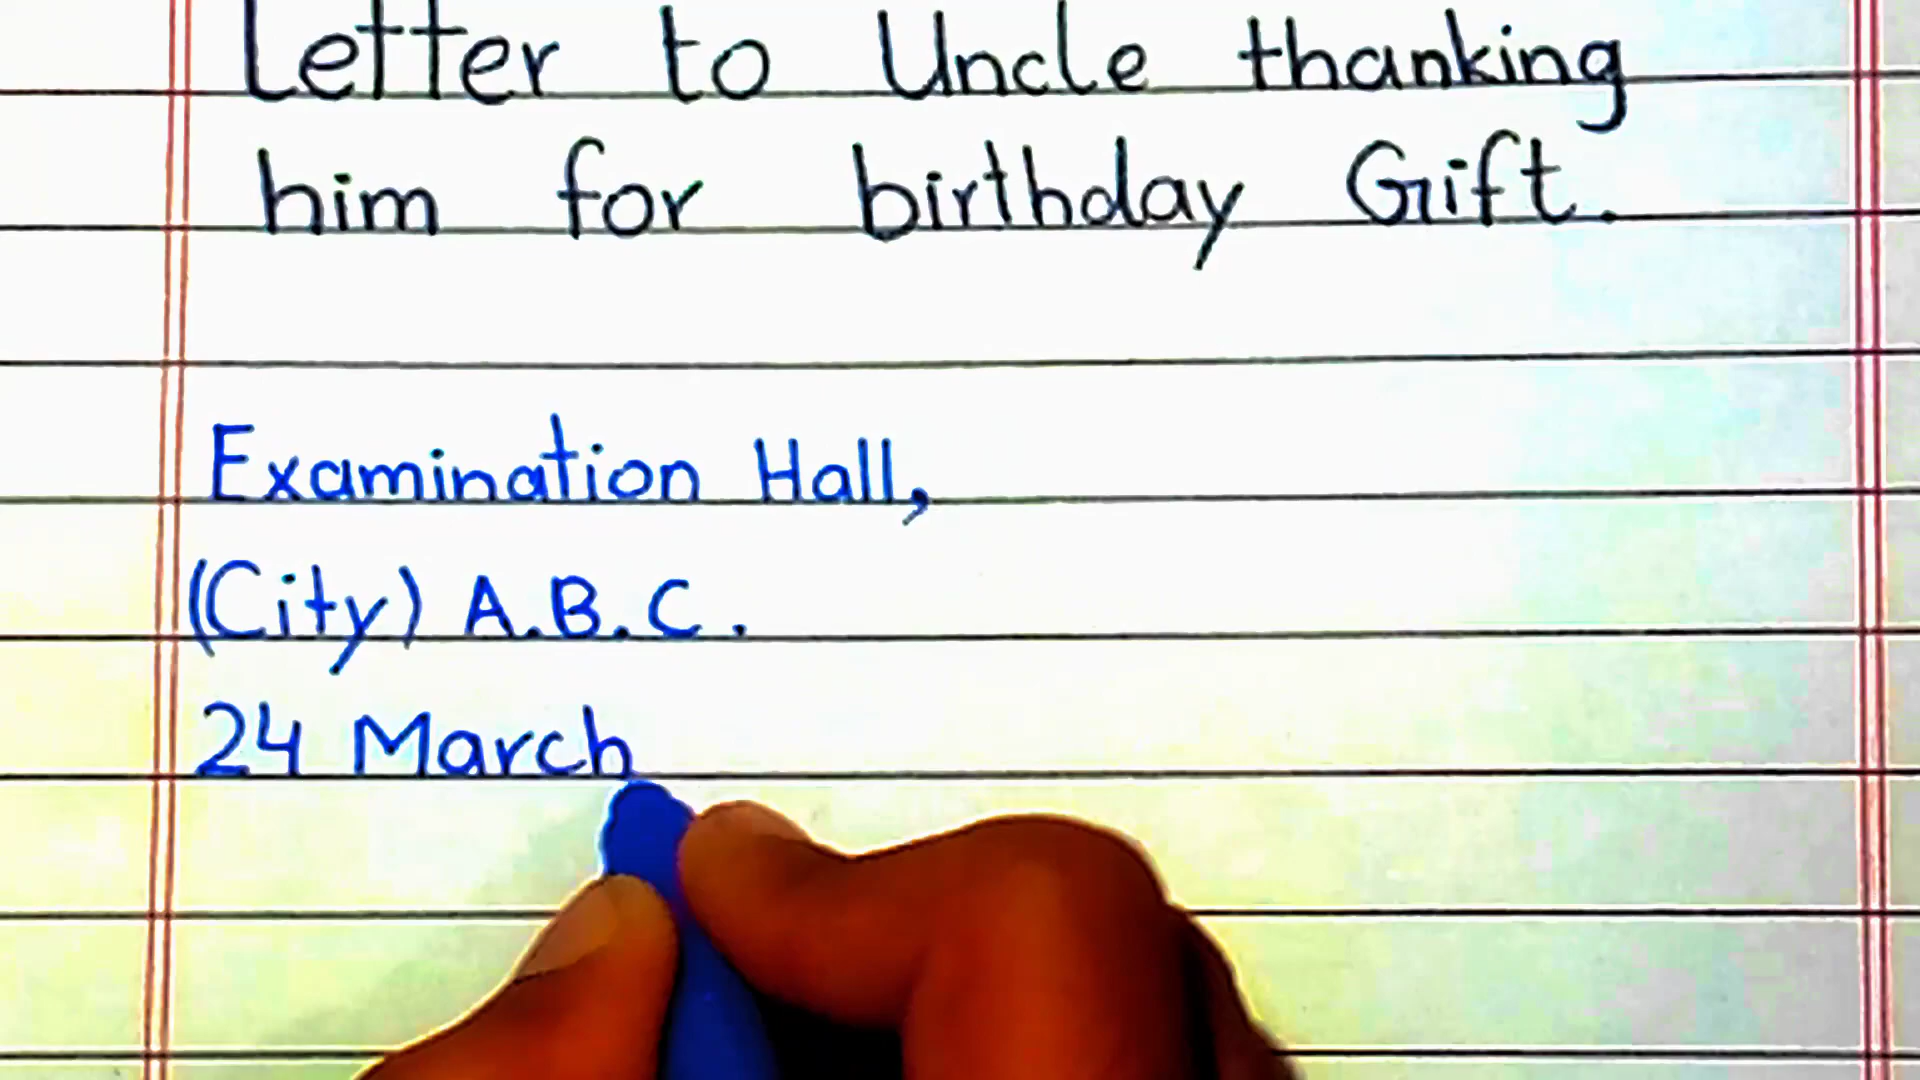 Letter to Uncle thanking
him for birthday Gift.
Examination Hall,
(City) A.B.C.
24 March